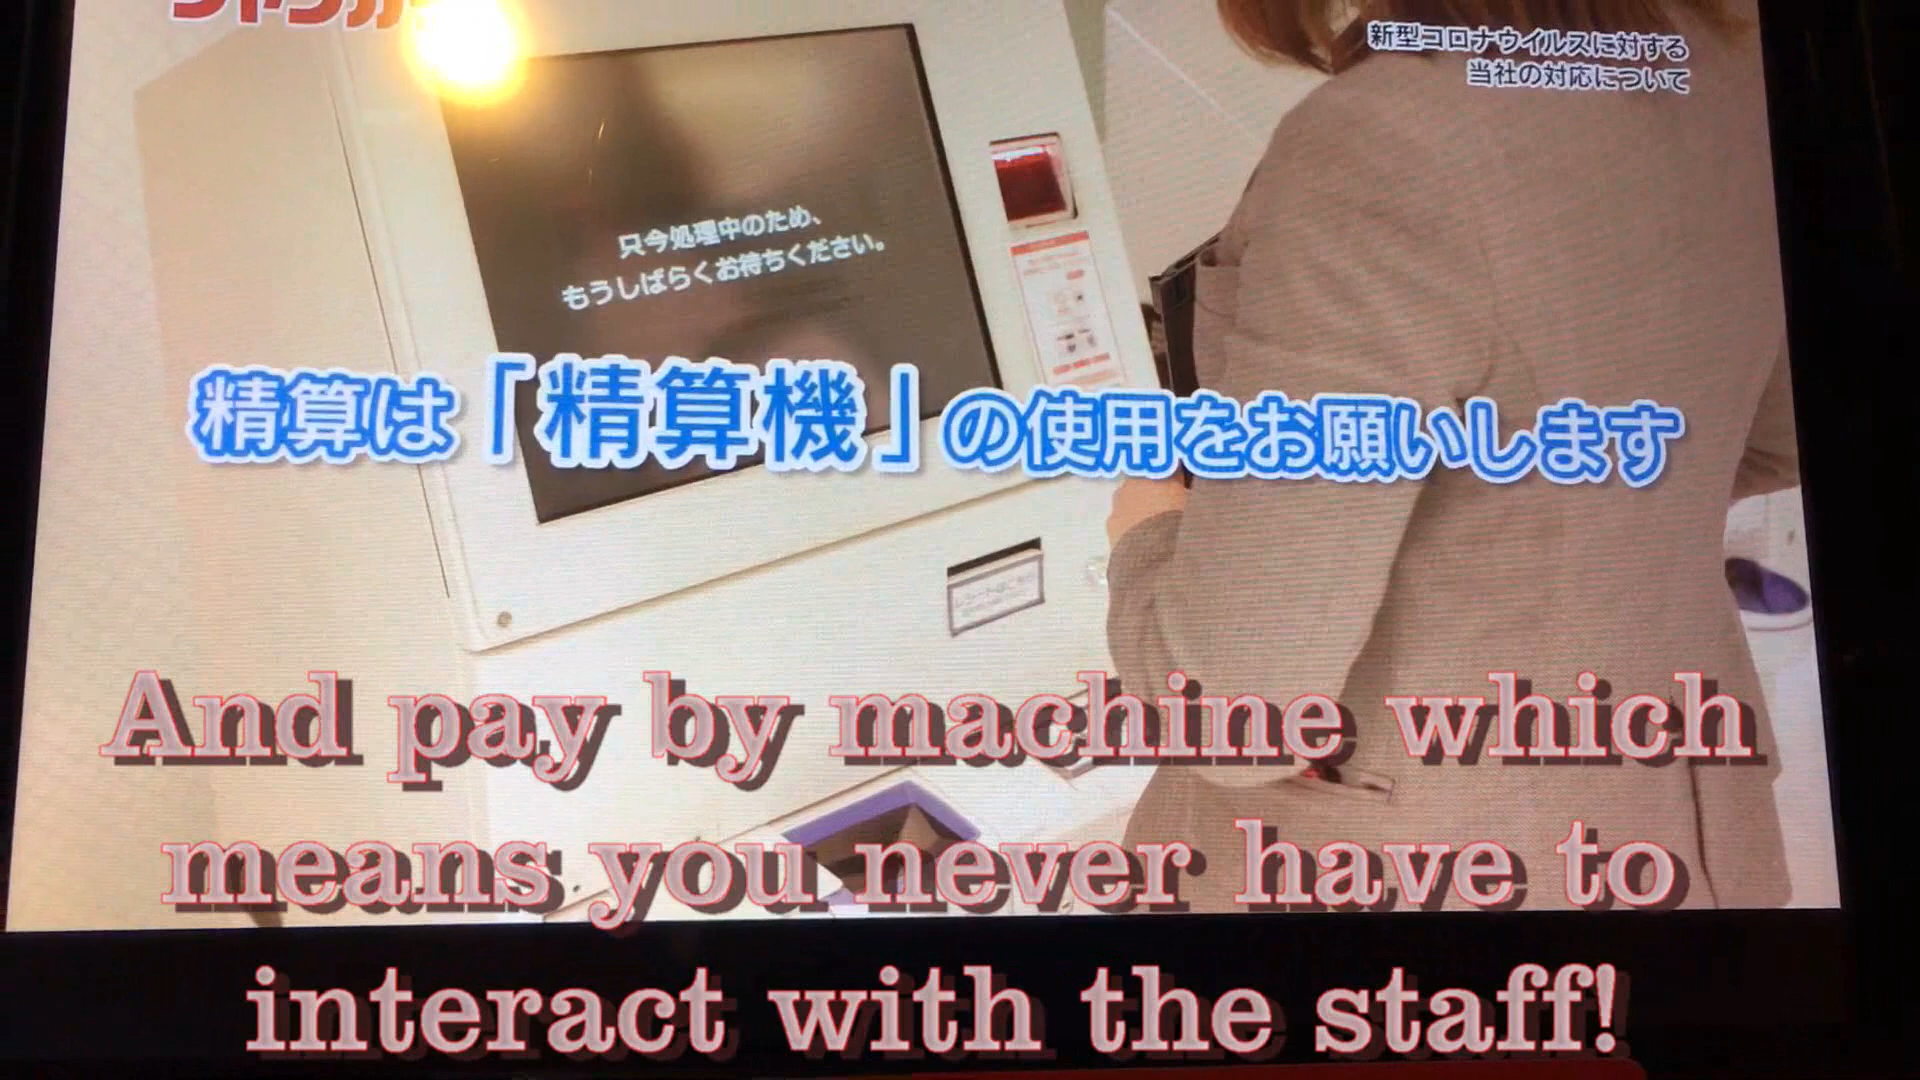 新型コロナウイルスに対する
当社の対応について
只今処理中のため、
もうしばらくお待ちください。
精算は「精算機」の使用をお願いします
And pay by machine which
means you never have to
interact with the staff!